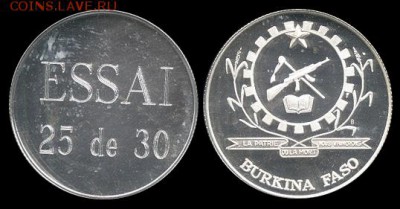 COINS.LAVE.RU
ESSAI
25 de 30
LA PATRIE
OU LA MORT
BURKINA FASO